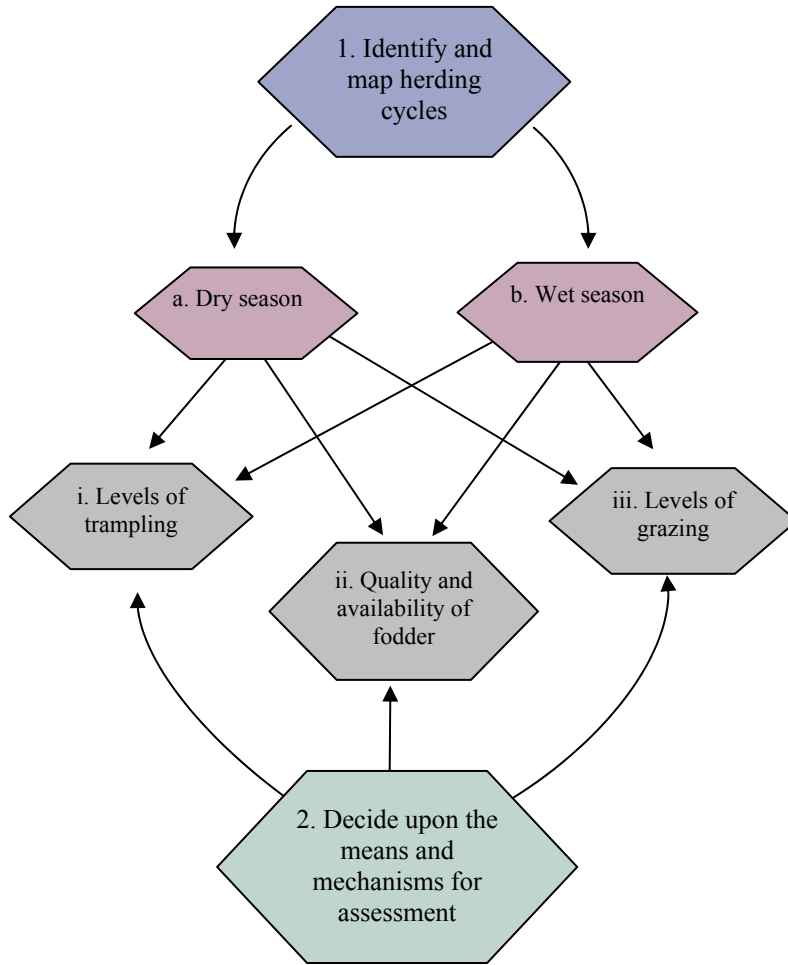 1. Identify and
map herding
cycles
a. Dry season
b. Wet season
i. Levels of
trampling
ii. Quality and
availability of
fodder
iii. Levels of
grazing
2. Decide upon the
means and
mechanisms for
assessment